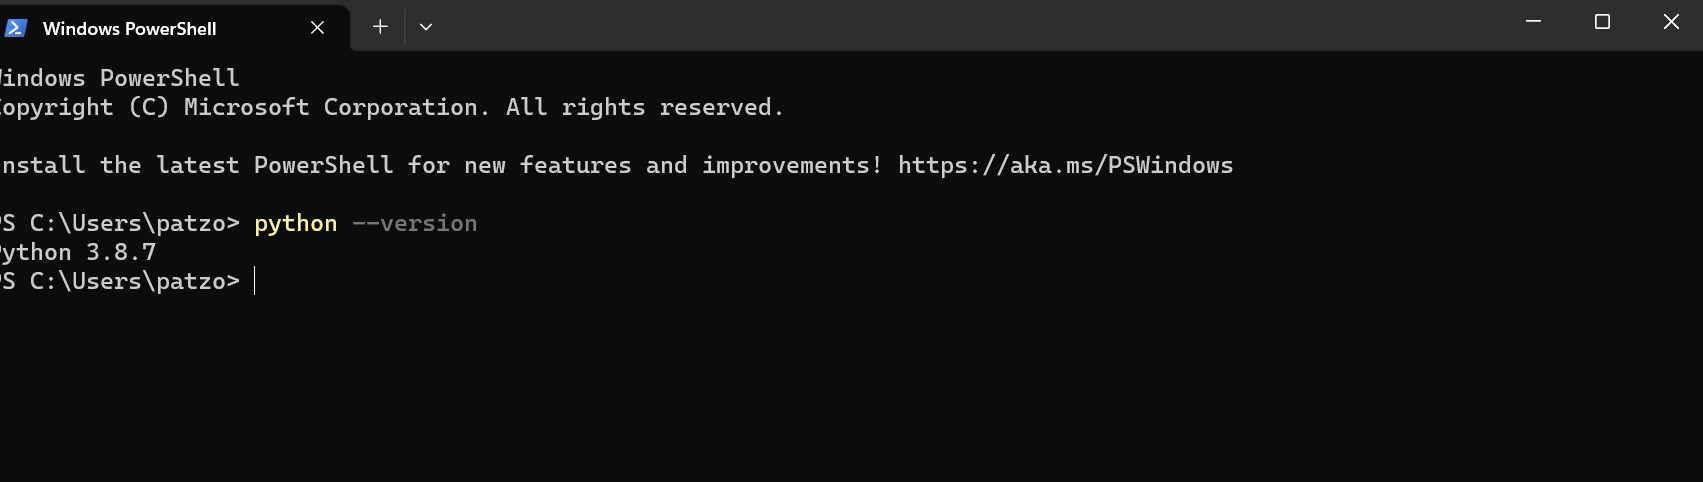 Windows PowerShell
Windows PowerShell
Copyright (C) Microsoft Corporation. All rights reserved.
Install the latest PowerShell for new features and improvements! https://aka.ms/PSWindows
PS C:\Users\patzo> python --version
Python 3.8.7
PS C:\Users\patzo>